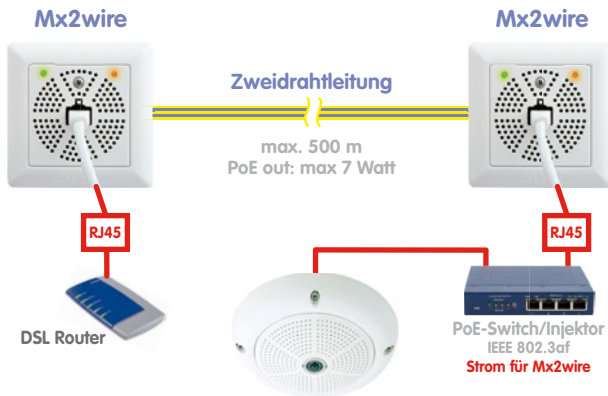 Mx2wire
Mx2wire
Zweidrahtleitung
max. 500 m
PoE out: max 7 Watt
RJ45
RJ45
DSL Router
PoE-Switch/Injektor
IEEE 802.3af
Strom für Mx2wire